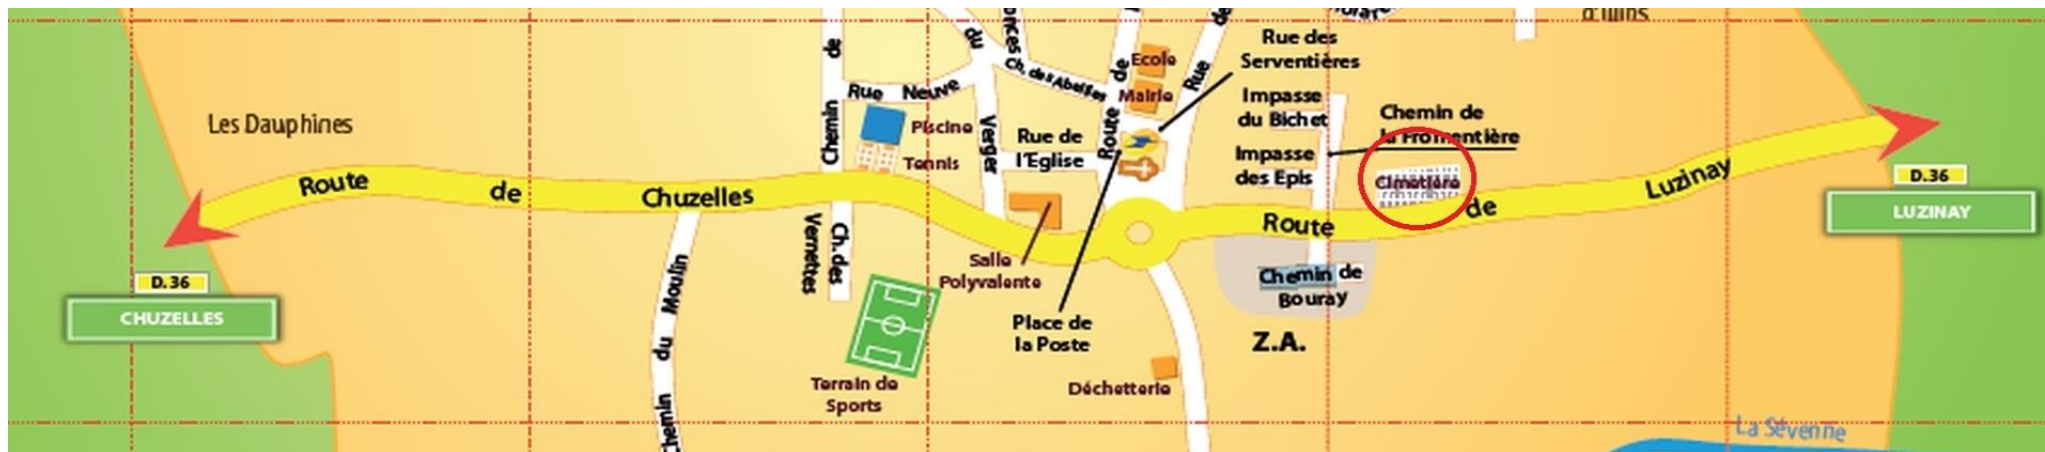 d'Illins
de
du
Ch. des Abeilles
Route de
Ecole
Mairie
Rue de
Rue des
Serventières
Rue Neuve
Chemin
Piscine
Tennis
Verger
Rue de
l'Eglise
Impasse
du Bichet
Impasse
des Epis
Chemin de
la Fromentière
Cimetière
Les Dauphines
Route de Chuzelles
Route de Luzinay
D.36
LUZINAY
D.36
CHUZELLES
Chemin du Moulin
Ch. des
Vernettes
Salle
Polyvalente
Place de
la Poste
Chemin de
Bouray
Z.A.
Terrain de
Sports
Déchetterie
La Sévenne